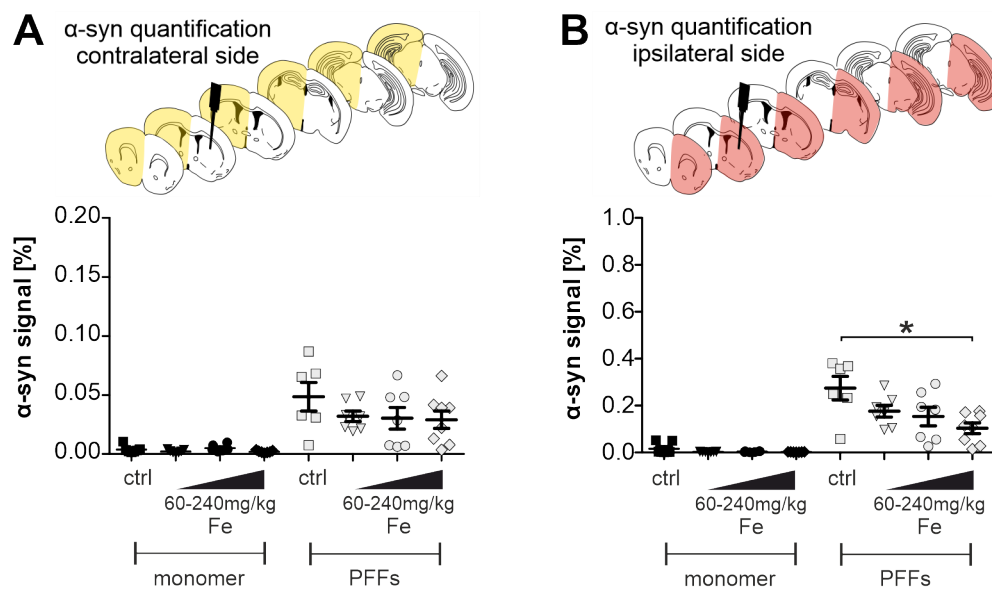 A
α-syn quantification
contralateral side
α-syn signal [%]
0.20
0.15
0.10
0.05
0.00
ctrl
60-240mg/kg
Fe
monomer
ctrl
60-240mg/kg
Fe
PFFs
B
α-syn quantification
ipsilateral side
α-syn signal [%]
1.0
0.8
0.6
0.4
0.2
0.0
*
ctrl
60-240mg/kg
Fe
monomer
ctrl
60-240mg/kg
Fe
PFFs